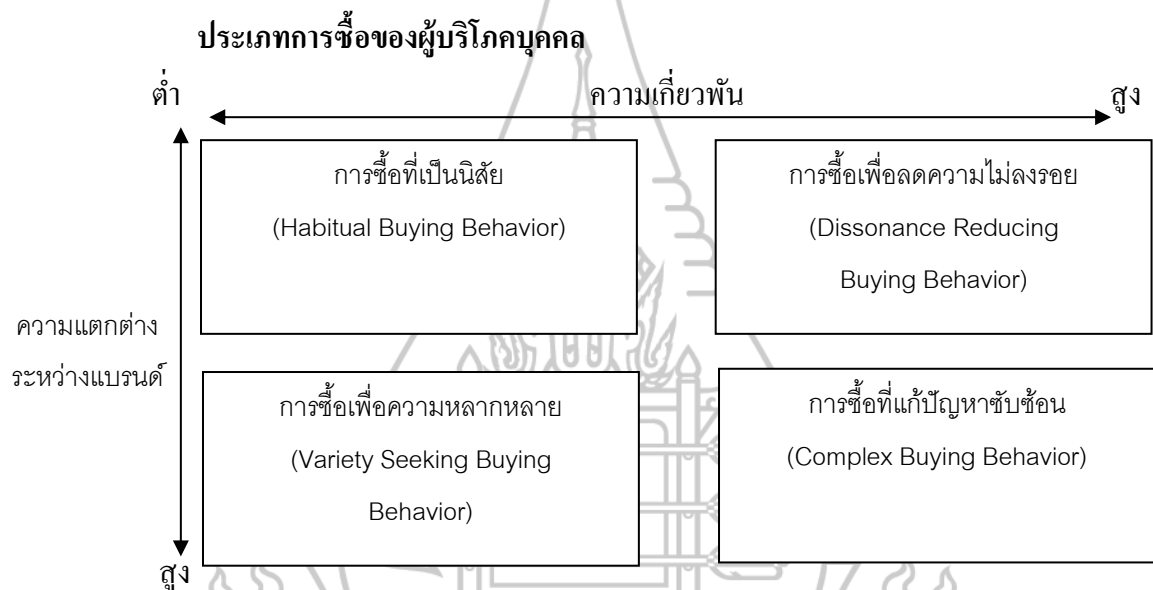 ประเภทการซื้อของผู้บริโภคบุคคล
ต่ำ
ความเกี่ยวพัน
สูง
การซื้อที่เป็นนิสัย
(Habitual Buying Behavior)
การซื้อเพื่อลดความไม่ลงรอย
(Dissonance Reducing
Buying Behavior)
ความแตกต่าง
ระหว่างแบรนด์
การซื้อเพื่อความหลากหลาย
(Variety Seeking Buying
Behavior)
การซื้อที่แก้ปัญหาซับซ้อน
(Complex Buying Behavior)
สูง